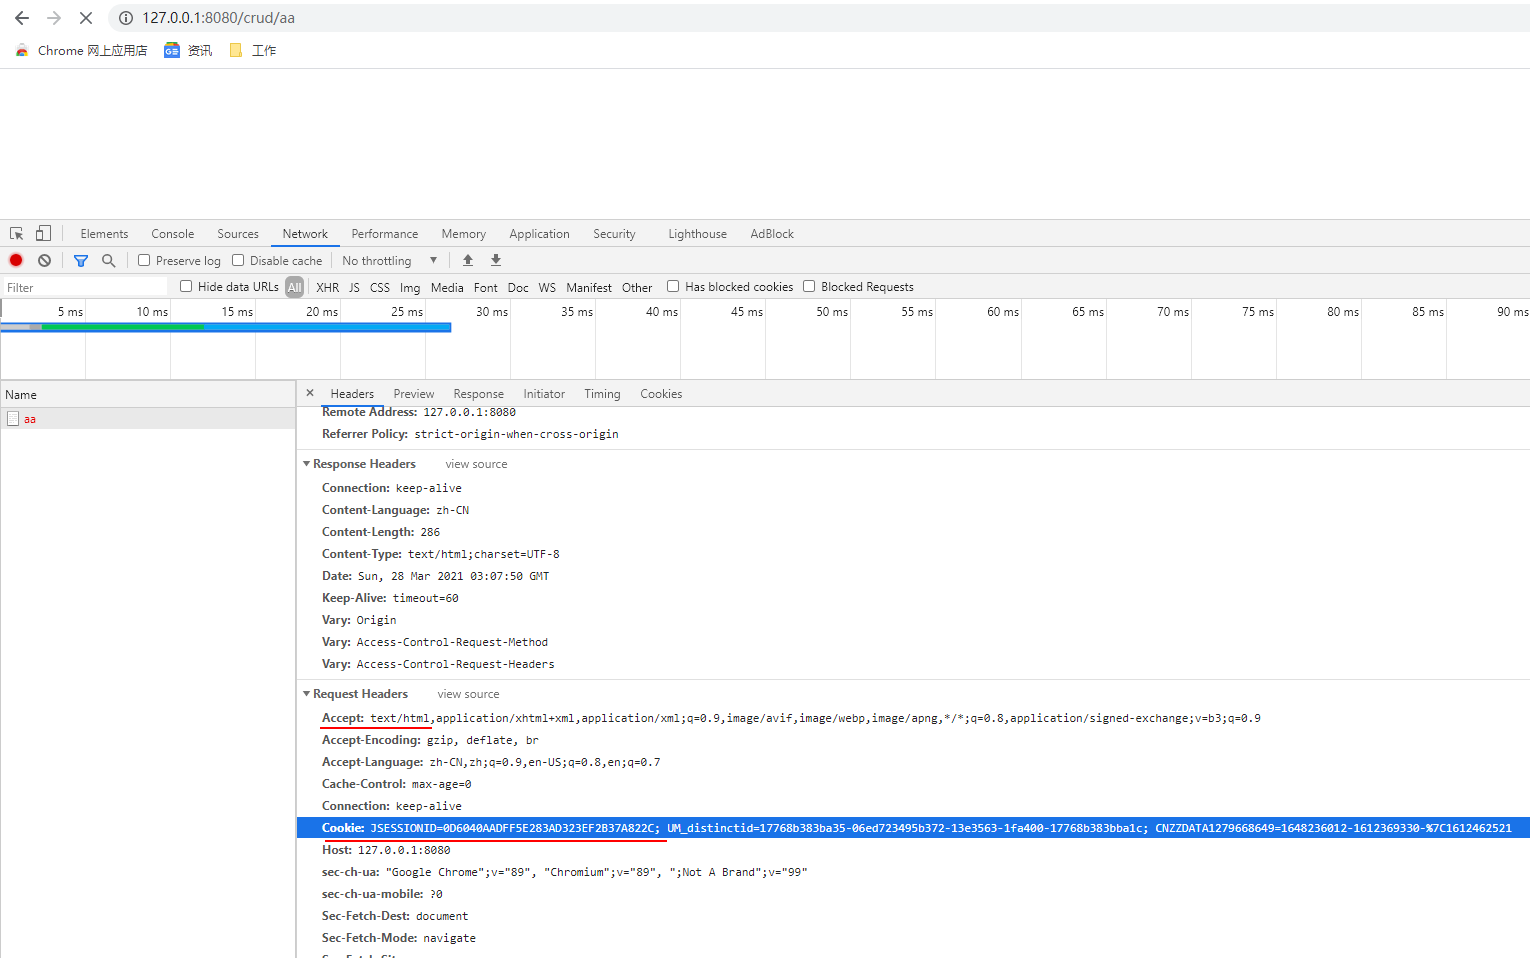 127.0.0.1:8080/crud/aa
Chrome 网上应用店 资讯 工作
Elements Console Sources Network Performance Memory Application Security Lighthouse AdBlock
Preserve log Disable cache No throttling
Filter Hide data URLs All XHR JS CSS Img Media Font Doc WS Manifest Other Has blocked cookies Blocked Requests
5 ms 10 ms 15 ms 20 ms 25 ms 30 ms 35 ms 40 ms 45 ms 50 ms 55 ms 60 ms 65 ms 70 ms 75 ms 80 ms 85 ms 90 ms
Name
aa
Headers Preview Response Initiator Timing Cookies
Remote Address: 127.0.0.1:8080
Referrer Policy: strict-origin-when-cross-origin
Response Headers view source
Connection: keep-alive
Content-Language: zh-CN
Content-Length: 286
Content-Type: text/html;charset=UTF-8
Date: Sun, 28 Mar 2021 03:07:50 GMT
Keep-Alive: timeout=60
Vary: Origin
Vary: Access-Control-Request-Method
Vary: Access-Control-Request-Headers
Request Headers view source
Accept: text/html,application/xhtml+xml,application/xml;q=0.9,image/avif,image/webp,image/apng,*/*;q=0.8,application/signed-exchange;v=b3;q=0.9
Accept-Encoding: gzip, deflate, br
Accept-Language: zh-CN,zh;q=0.9,en-US;q=0.8,en;q=0.7
Cache-Control: max-age=0
Connection: keep-alive
Cookie: JSESSIONID=0D6040AADFF5E283AD323EF2B37A822C; UM_distinctid=17768b383ba35-06ed723495b372-13e3563-1fa400-17768b383bba1c; CNZZDATA1279668649=1648236012-1612369330-%7C1612462521
Host: 127.0.0.1:8080
sec-ch-ua: "Google Chrome";v="89", "Chromium";v="89", ";Not A Brand";v="99"
sec-ch-ua-mobile: ?0
Sec-Fetch-Dest: document
Sec-Fetch-Mode: navigate